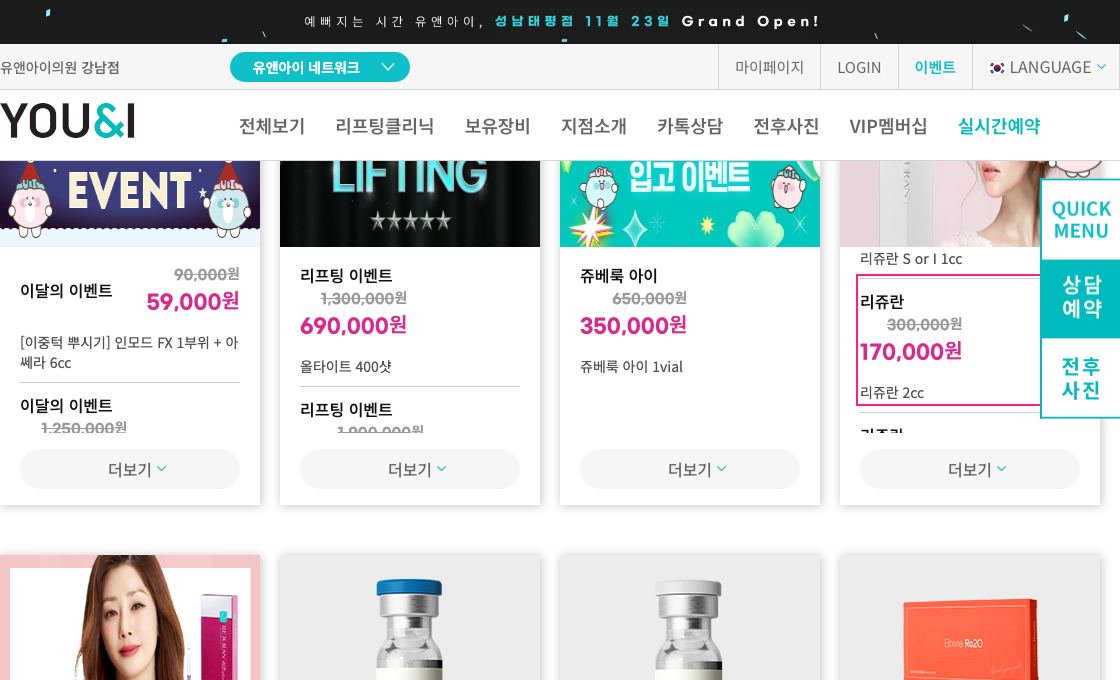 예뻐지는 시간 유앤아이, 성남태평점 11월 23일 Grand Open!
유앤아이의원 강남점
유앤아이 네트워크
마이페이지
LOGIN
이벤트
LANGUAGE
YOU&I
전체보기
리프팅클리닉
보유장비
지점소개
카톡상담
전후사진
VIP멤버십
실시간예약
EVENT
이달의 이벤트
90,000원
59,000원
[이중턱 뿌시기] 인모드 FX 1부위 + 아
쎄라 6cc
이달의 이벤트
1,250,000원
더보기
LIFTING
리프팅 이벤트
1,300,000원
690,000원
올타이트 400샷
리프팅 이벤트
1,900,000원
더보기
입고 이벤트
쥬베룩 아이
650,000원
350,000원
쥬베룩 아이 1vial
더보기
리쥬란 S or I 1cc
리쥬란
300,000원
170,000원
리쥬란 2cc
리쥬란
더보기
QUICK
MENU
상담
예약
전후
사진
REJURAN
Re20